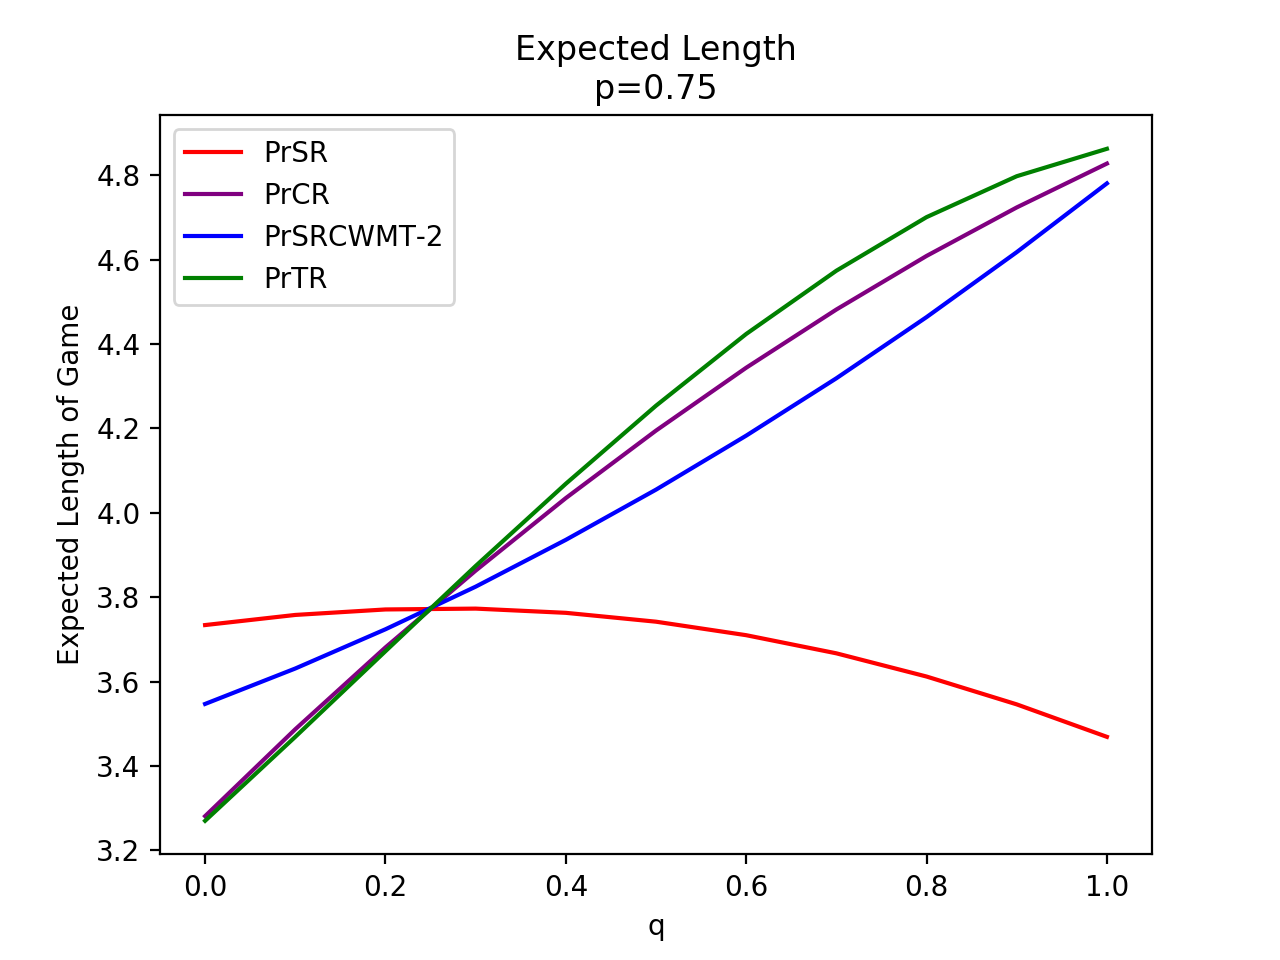 Expected Length
p=0.75
PrSR
PrCR
PrSRCWMT-2
PrTR
Expected Length of Game
4.8
4.6
4.4
4.2
4.0
3.8
3.6
3.4
3.2
0.0 0.2 0.4 0.6 0.8 1.0
q